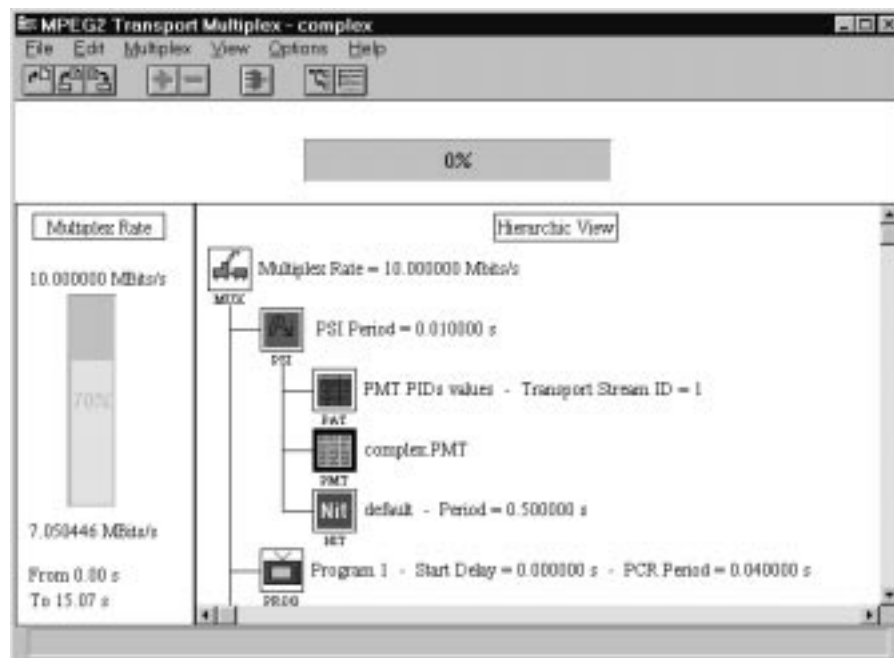 MPEG2 Transport Multiplex - complex
File Edit Multiplex View Options Help
0%
Multiplex Rate
10.000000 MBits/s
70%
7.050446 MBits/s
From 0.00 s
To 15.07 s
Hierarchic View
Multiplex Rate = 10.000000 Mbits/s
MUX
PSI Period = 0.010000 s
PSI
PMT PIDs values - Transport Stream ID = 1
PAT
complex.PMT
PMT
Nit default - Period = 0.500000 s
NIT
Program 1 - Start Delay = 0.000000 s - PCR Period = 0.040000 s
PROG